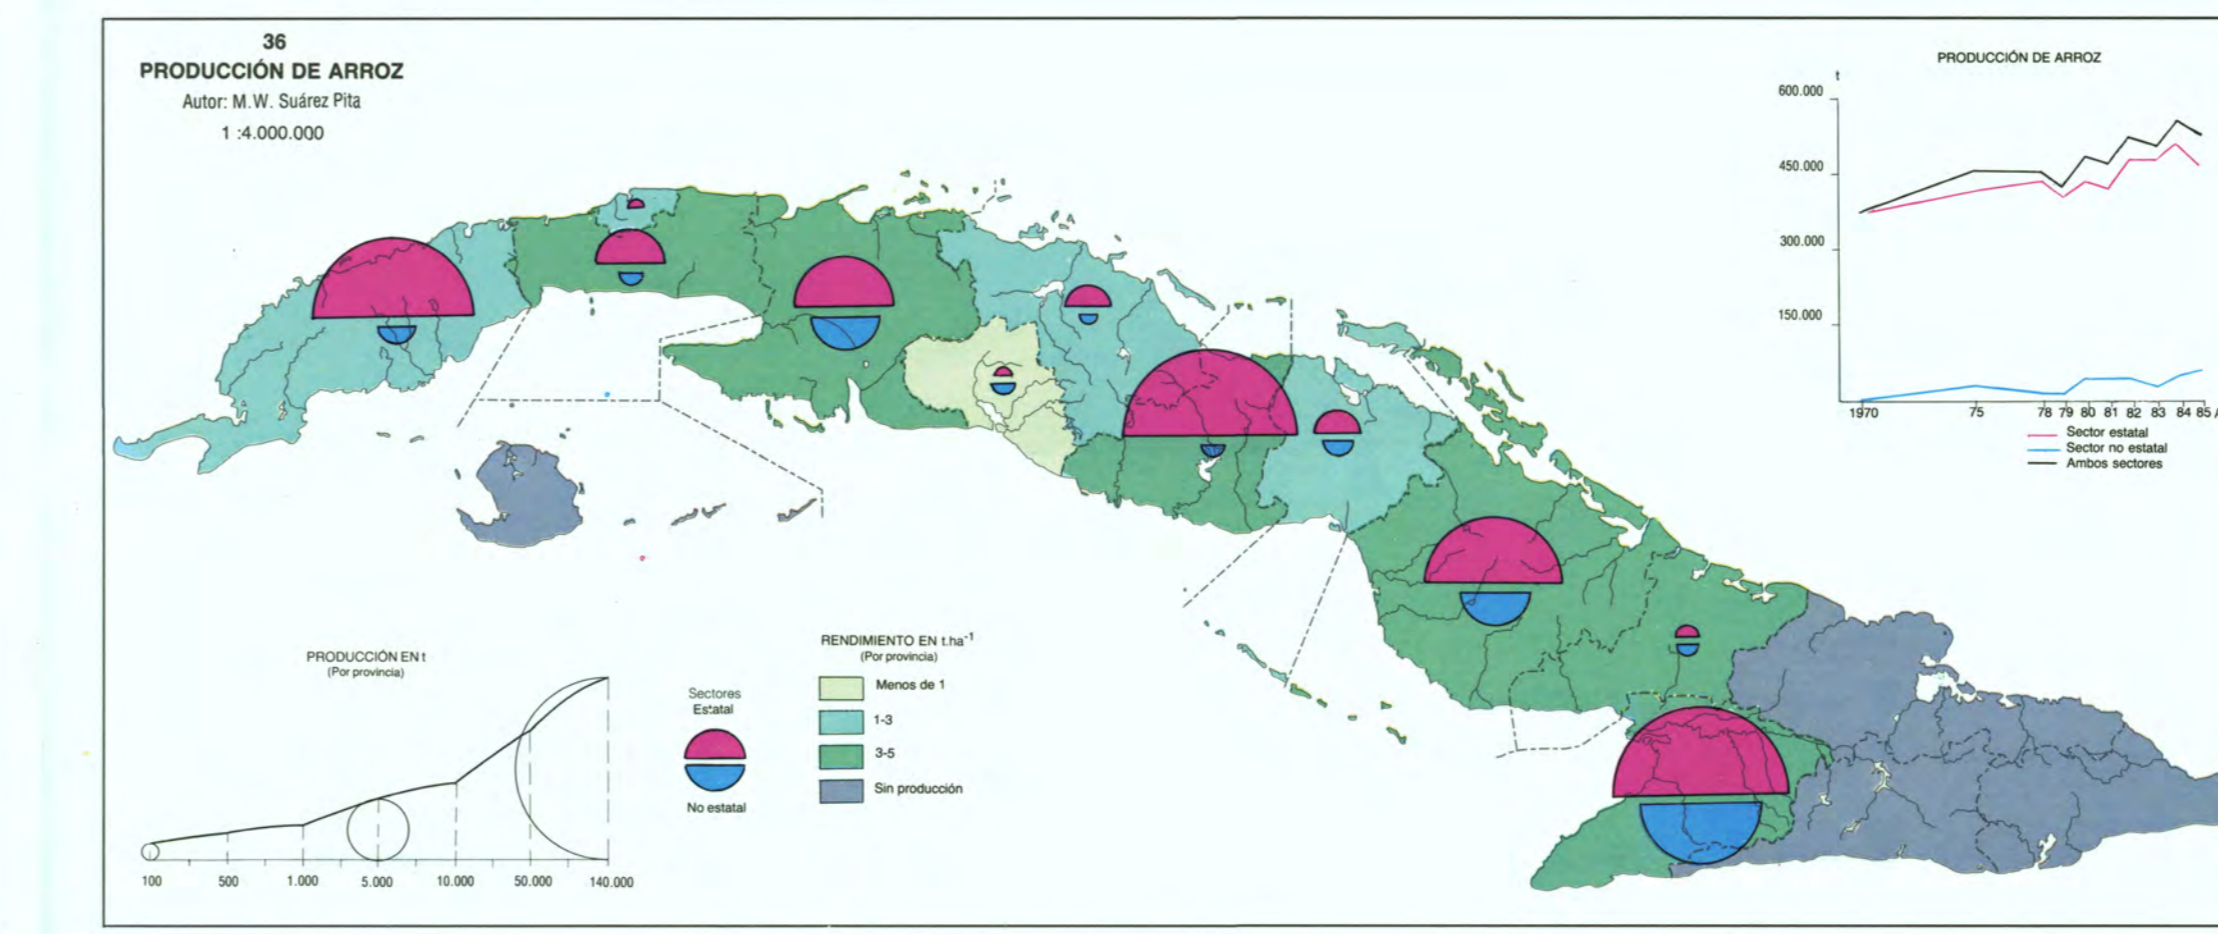 36
PRODUCCIÓN DE ARROZ
Autor: M.W. Suárez Pita
1 :4.000.000
PRODUCCIÓN DE ARROZ
t
600.000
450.000
300.000
150.000
1970 75 78 79 80 81 82 83 84 85 A
Sector estatal
Sector no estatal
Ambos sectores
PRODUCCIÓN EN t
(Por provincia)
100 500 1.000 5.000 10.000 50.000 140.000
Sectores
Estatal
No estatal
RENDIMIENTO EN t.ha⁻¹
(Por provincia)
Menos de 1
1-3
3-5
Sin producción